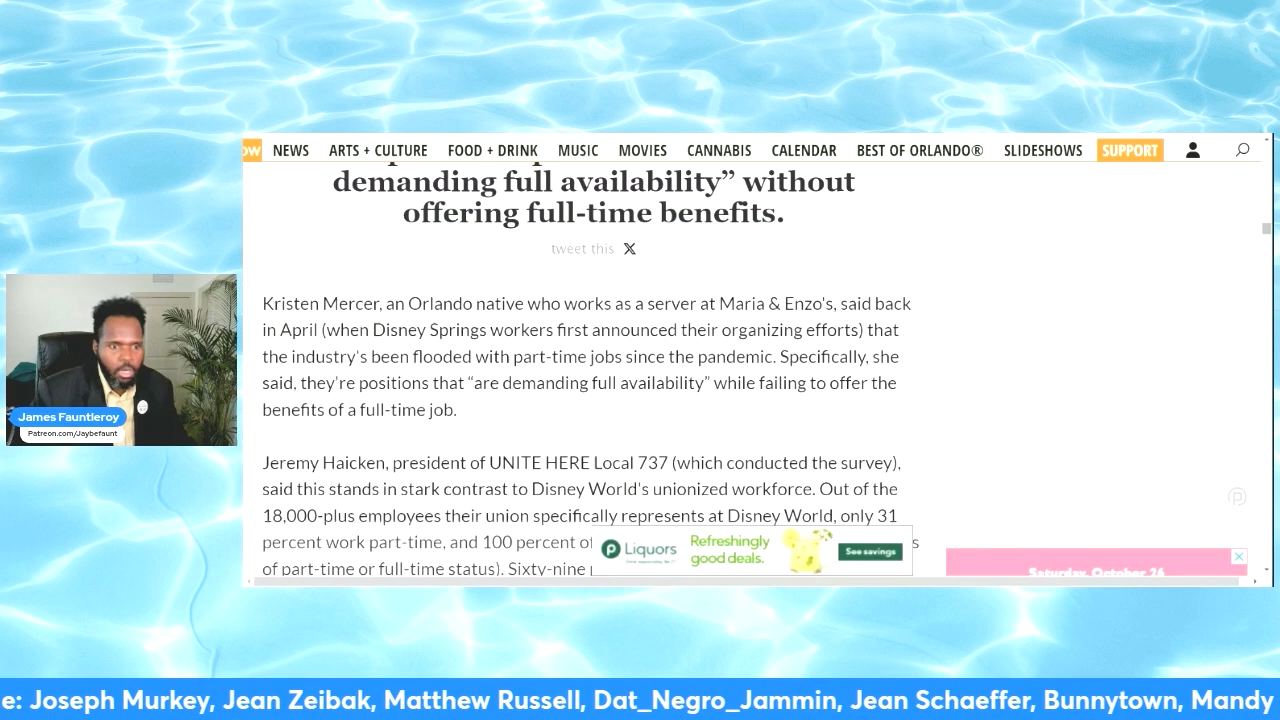 OW NEWS ARTS + CULTURE FOOD + DRINK MUSIC MOVIES CANNABIS CALENDAR BEST OF ORLANDO® SLIDESHOWS SUPPORT
demanding full availability” without
offering full-time benefits.
tweet this X
Kristen Mercer, an Orlando native who works as a server at Maria & Enzo's, said back
in April (when Disney Springs workers first announced their organizing efforts) that
the industry's been flooded with part-time jobs since the pandemic. Specifically, she
said, they're positions that “are demanding full availability” while failing to offer the
benefits of a full-time job.
James Fauntleroy
Patreon.com/Jaybefaunt
Jeremy Haicken, president of UNITE HERE Local 737 (which conducted the survey),
said this stands in stark contrast to Disney World's unionized workforce. Out of the
18,000-plus employees their union specifically represents at Disney World, only 31
percent work part-time, and 100 percent of
of part-time or full-time status). Sixty-nine
Liquors
Refreshingly
good deals.
See savings
Saturday, October 26
e: Joseph Murkey, Jean Zeibak, Matthew Russell, Dat_Negro_Jammin, Jean Schaeffer, Bunnytown, Mandy